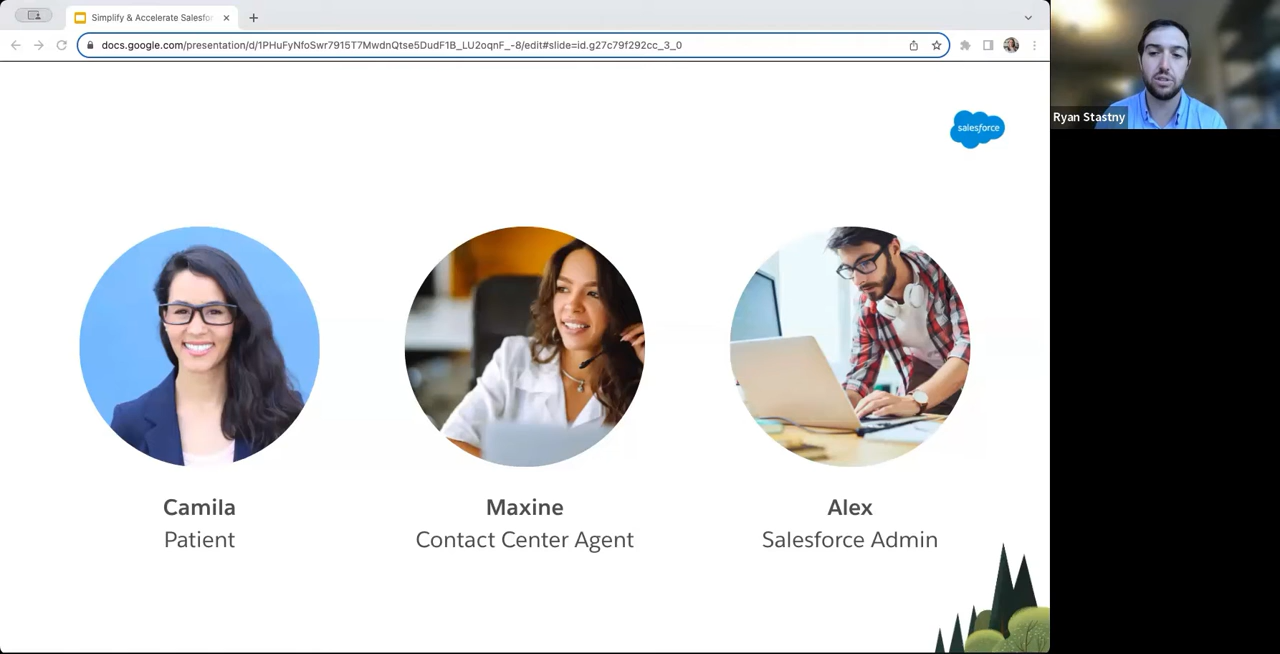 Simplify & Accelerate Salesfor
docs.google.com/presentation/d/1PHuFyNfoSwr7915T7MwdnQtse5DudF1B_LU2oqnF_-8/edit#slide=id.g27c79f292cc_3_0
Ryan Stastny
salesforce
Camila
Patient
Maxine
Contact Center Agent
Alex
Salesforce Admin